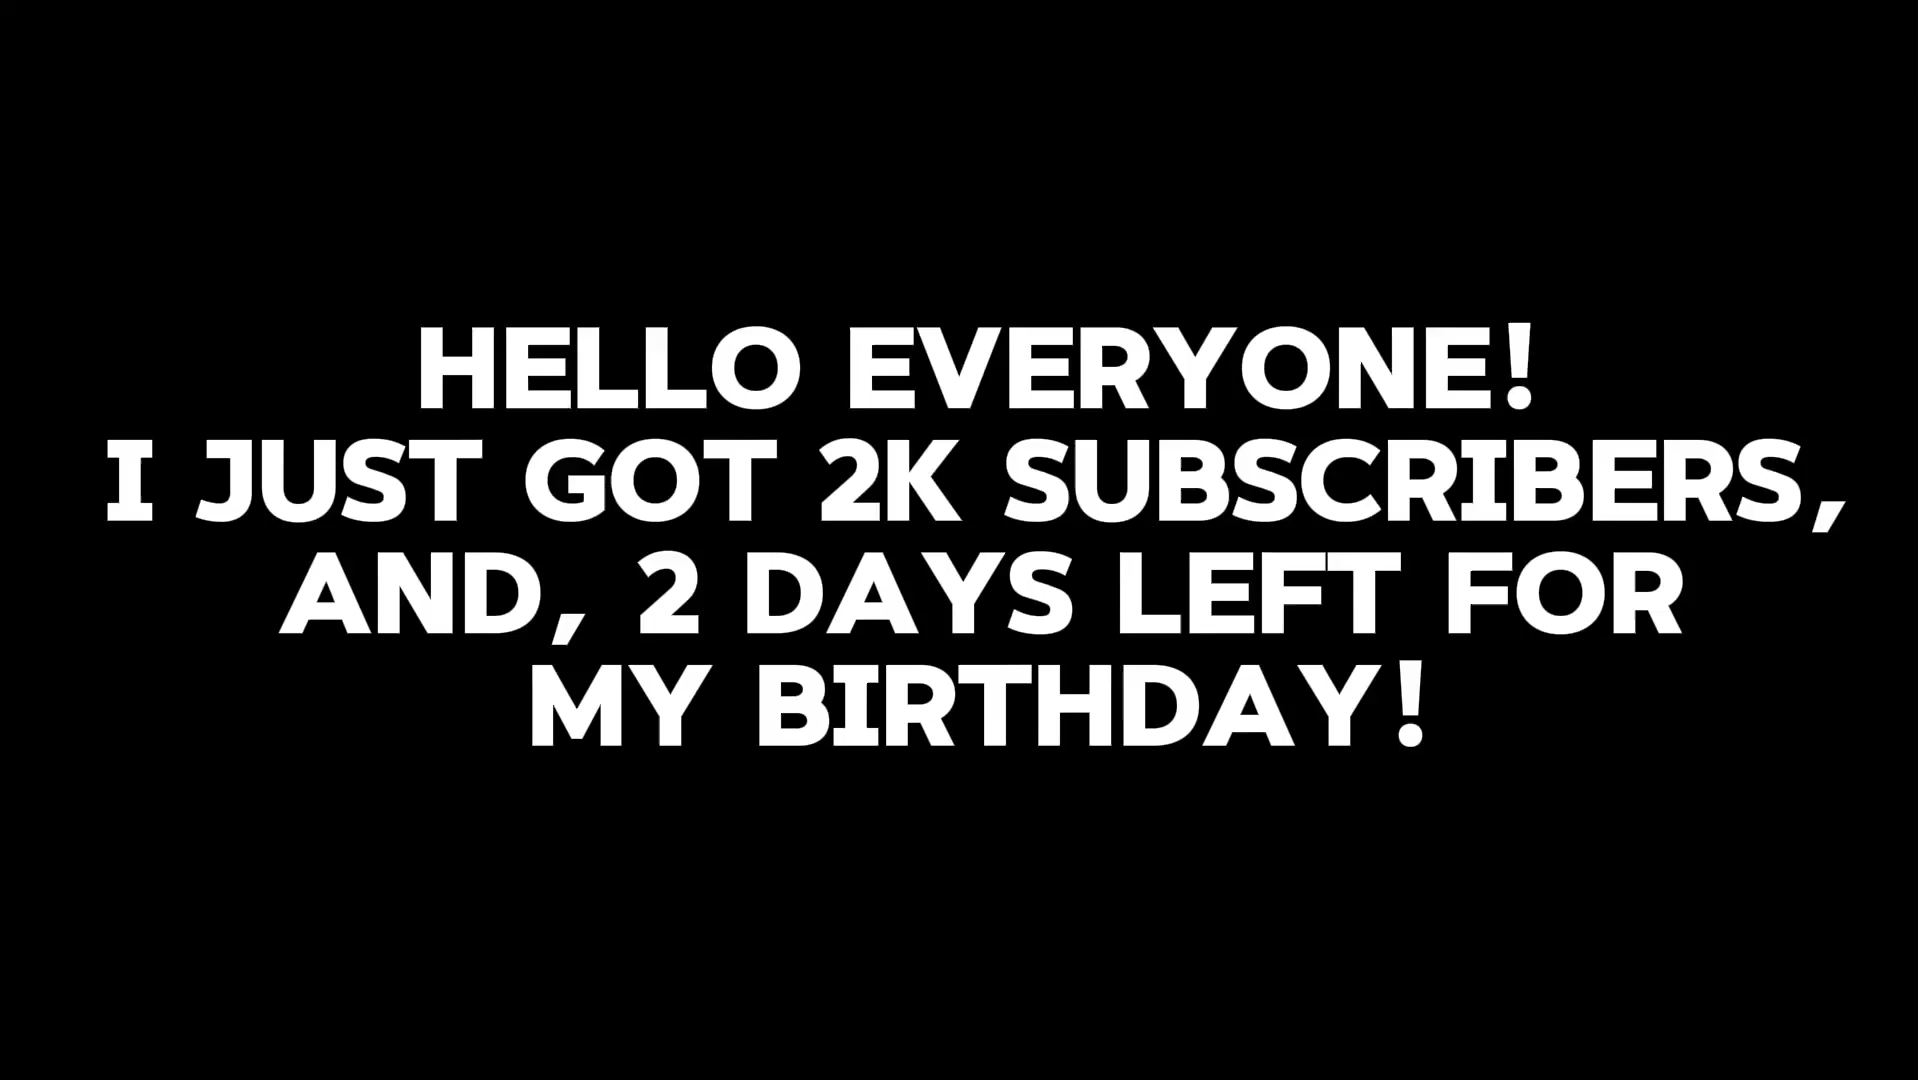 HELLO EVERYONE!
I JUST GOT 2K SUBSCRIBERS,
AND, 2 DAYS LEFT FOR
MY BIRTHDAY!